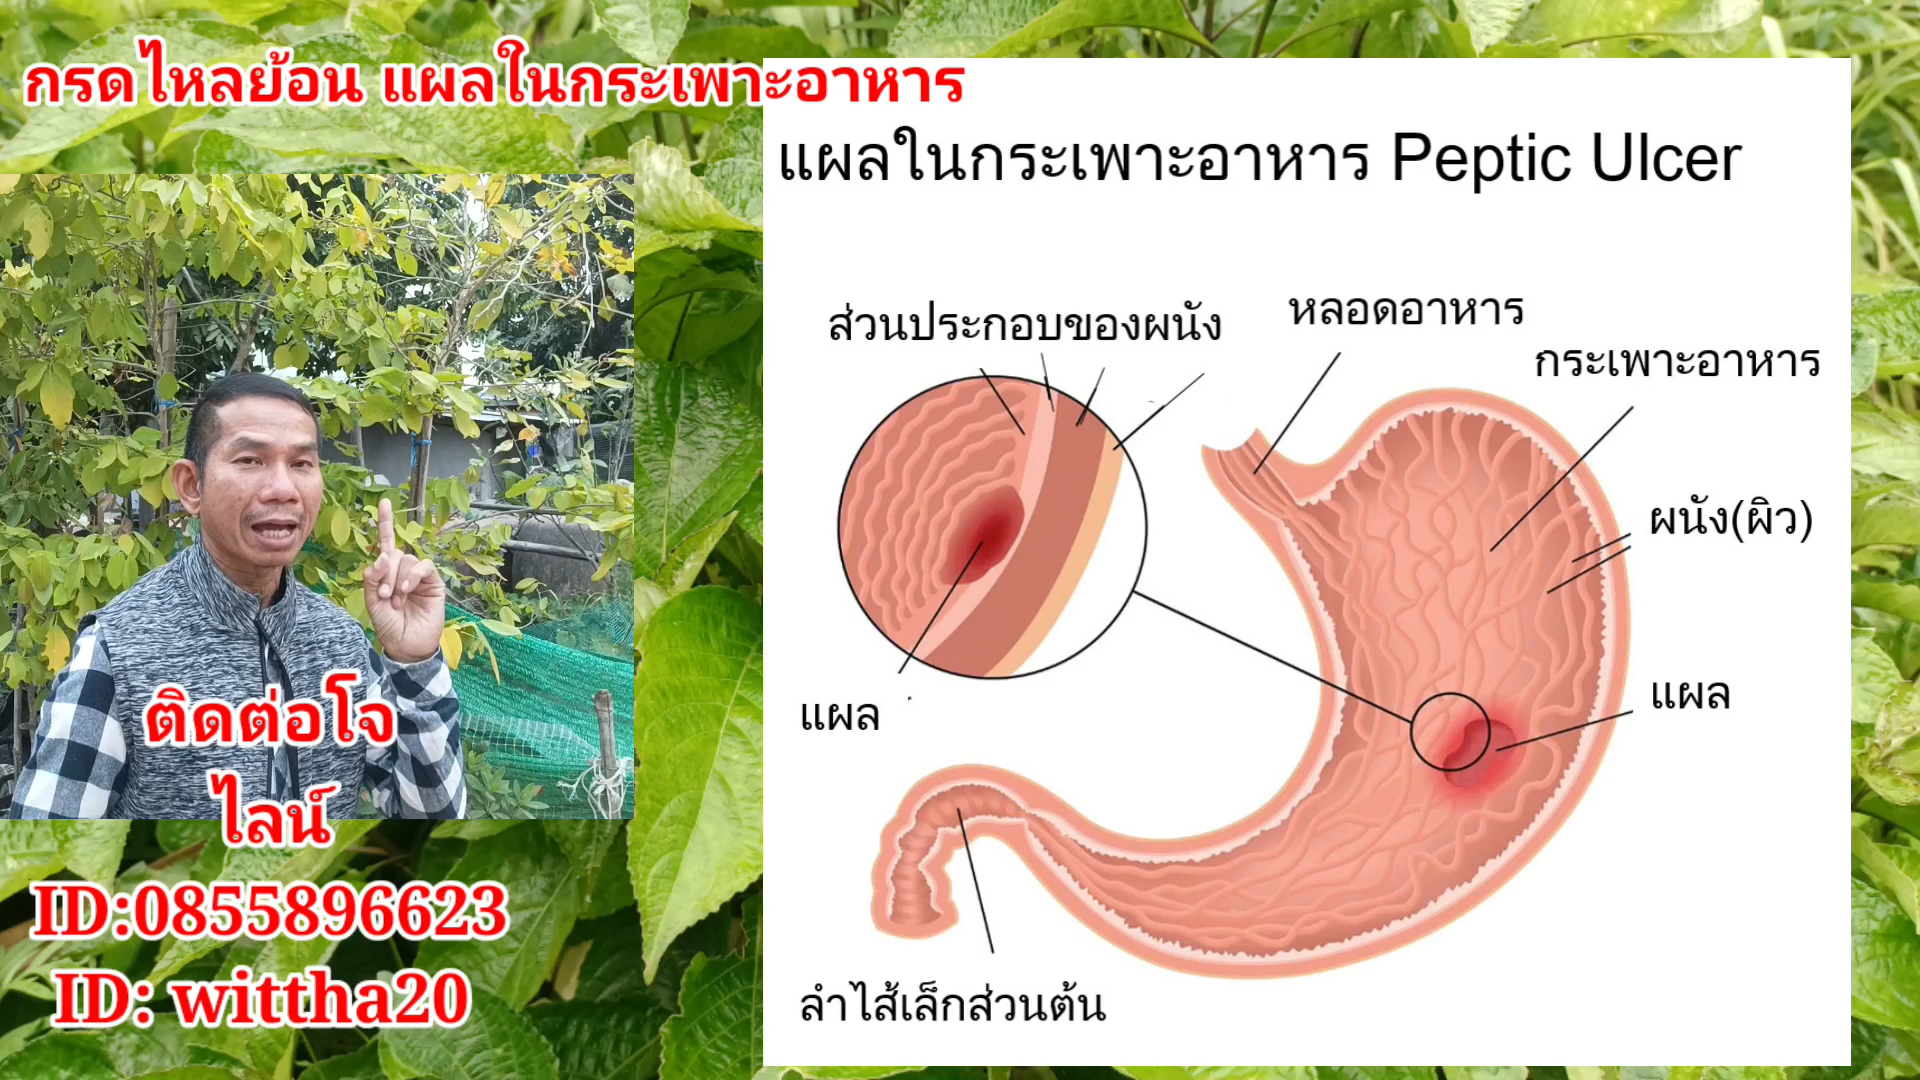 กรดไหลย้อน แผลในกระเพาะอาหาร
แผลในกระเพาะอาหาร Peptic Ulcer
ส่วนประกอบของผนัง
หลอดอาหาร
กระเพาะอาหาร
ผนัง(ผิว)
แผล
แผล
ลำไส้เล็กส่วนต้น
ติดต่อโจ
ไลน์
ID:0855896623
ID: wittha20